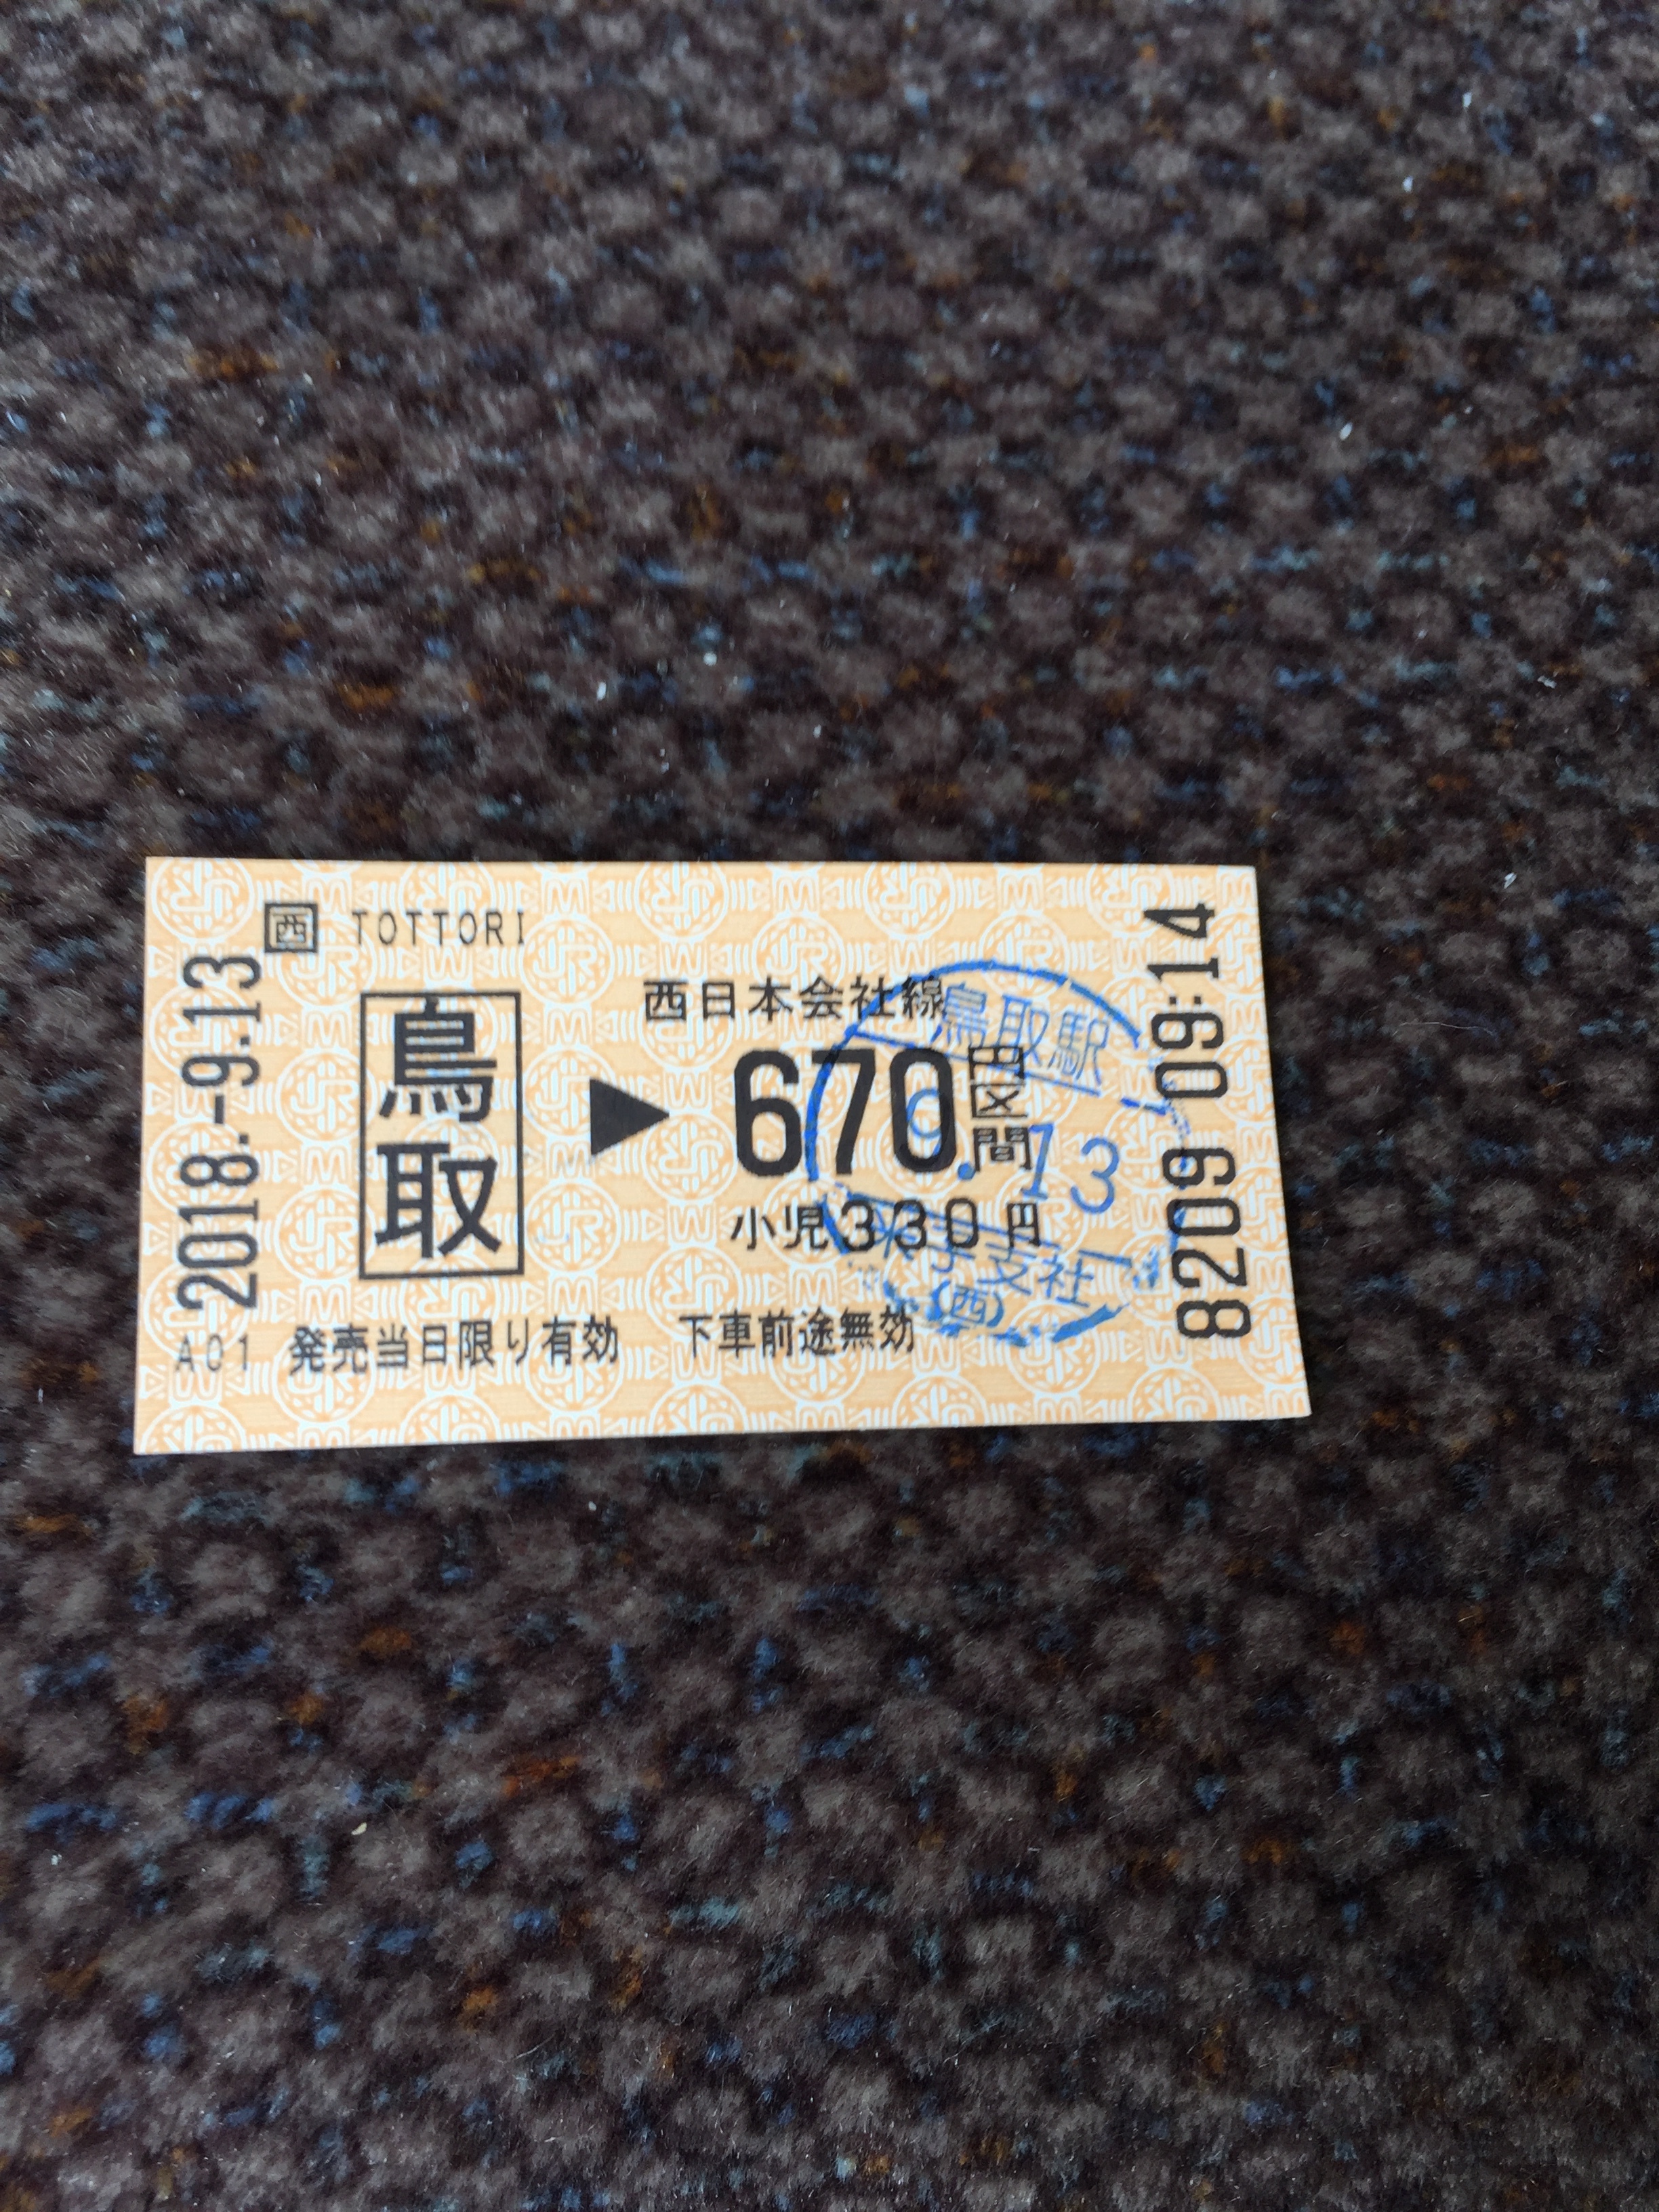 西 TOTTORI
2018.-9.13
鳥取
▶
西日本会社線
670円区間
小児330円
A01 発売当日限り有効 下車前途無効
8209 09:14
鳥取駅
9.13
米子支社
(西)